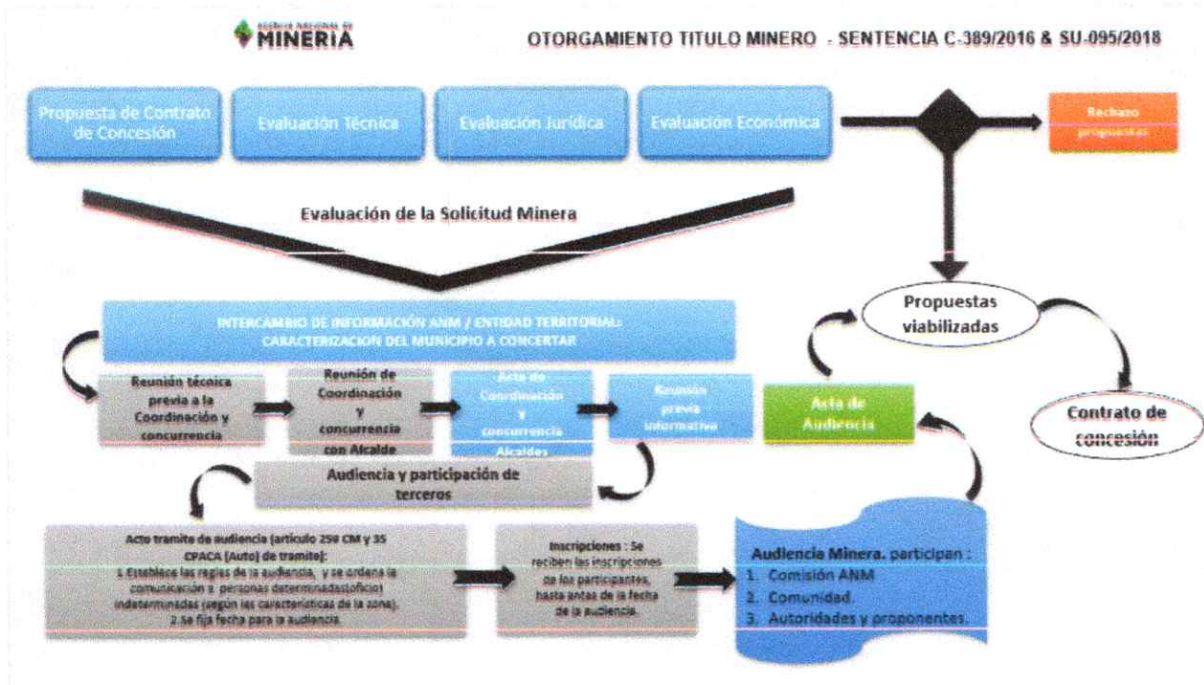 AGENCIA NACIONAL DE
MINERÍA
OTORGAMIENTO TITULO MINERO - SENTENCIA C-389/2016 & SU-095/2018
Propuesta de Contrato
de Concesión
Evaluación Técnica
Evaluación Jurídica
Evaluación Económica
Rechazo
propuestas
Evaluación de la Solicitud Minera
Propuestas
viabilizadas
INTERCAMBIO DE INFORMACIÓN ANM / ENTIDAD TERRITORIAL:
CARACTERIZACION DEL MUNICIPIO A CONCERTAR
Reunión técnica
previa a la
Coordinación y
concurrencia
Reunión de
Coordinación
y
concurrencia
con Alcalde
Acta de
Coordinación
y
concurrencia
Alcaldes
Reunión
previa
informativa
Acta de
Audiencia
Contrato de
concesión
Audiencia y participación de
terceros
Acto tramite de audiencia (artículo 259 CM y 35
CPACA (Auto) de tramite):
1.Establece las reglas de la audiencia, y se ordena la
comunicación a personas determinadas(oficio)
indeterminadas (según las características de la zona).
2.Se fija fecha para la audiencia.
Inscripciones : Se
reciben las inscripciones
de los participantes,
hasta antes de la fecha
de la audiencia.
Audiencia Minera. participan :
1. Comisión ANM
2. Comunidad.
3. Autoridades y proponentes.